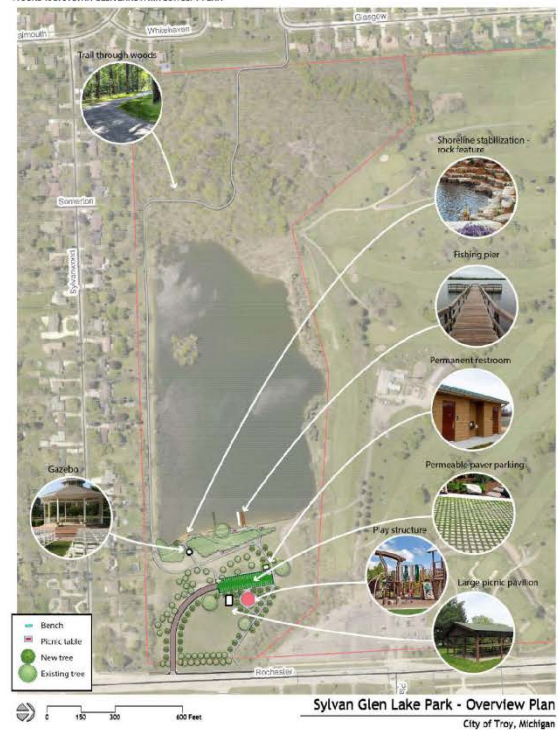 Glasgow
Whitehaven
almouth
Trail through woods
Shoreline stabilization -
rock feature
Somerton
Sylvanwood
Fishing pier
Permanent restroom
Gazebo
Permeable paver parking
Play structure
Large picnic pavilion
Bench
Picnic table
New tree
Existing tree
Rochester
0 150 300 600 Feet
Sylvan Glen Lake Park - Overview Plan
City of Troy, Michigan